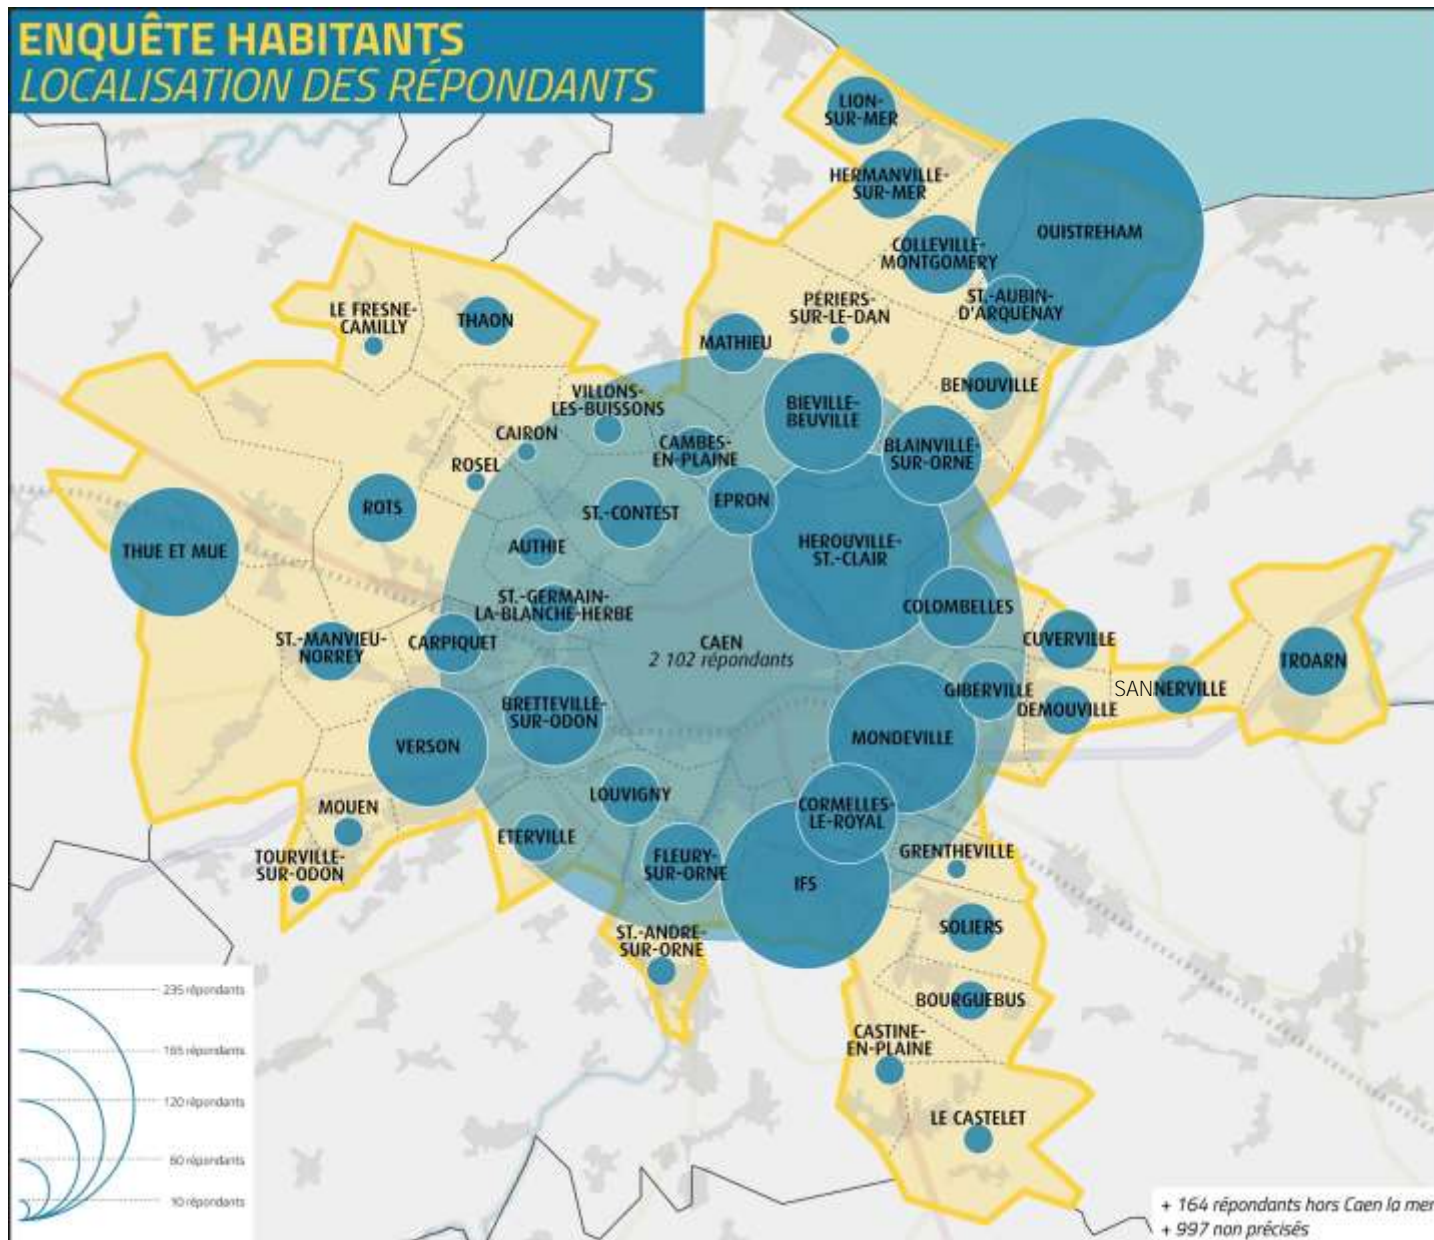 ENQUÊTE HABITANTS
LOCALISATION DES RÉPONDANTS
LION-
SUR-MER
HERMANVILLE-
SUR-MER
OUISTREHAM
COLLEVILLE-
MONTGOMERY
ST.-AUBIN-
D'ARQUENAY
PÉRIERS-
SUR-LE-DAN
LE FRESNE-
CAMILLY
THAON
MATHIEU
BENOUVILLE
VILLONS-
LES-BUISSONS
BIEVILLE-
BEUVILLE
CAIRON
CAMBES-
EN-PLAINE
BLAINVILLE-
SUR-ORNE
ROSEL
ROTS
ST.-CONTEST
EPRON
THUE ET MUE
AUTHIE
HEROUVILLE-
ST.-CLAIR
ST.-GERMAIN-
LA-BLANCHE-HERBE
COLOMBELLES
ST.-MANVIEU-
NORREY
CARPIQUET
CAEN
2 102 répondants
CUVERVILLE
TROARN
GIBERVILLE
SANNERVILLE
DEMOUVILLE
BRETTEVILLE-
SUR-ODON
VERSON
MONDEVILLE
LOUVIGNY
MOUEN
CORMELLES-
LE-ROYAL
ETERVILLE
TOURVILLE-
SUR-ODON
FLEURY-
SUR-ORNE
GRENTHEVILLE
IFS
ST.-ANDRE-
SUR-ORNE
SOLIERS
BOURGUEBUS
CASTINE-
EN-PLAINE
LE CASTELET
235 répondants
165 répondants
120 répondants
60 répondants
10 répondants
+ 164 répondants hors Caen la mer
+ 997 non précisés